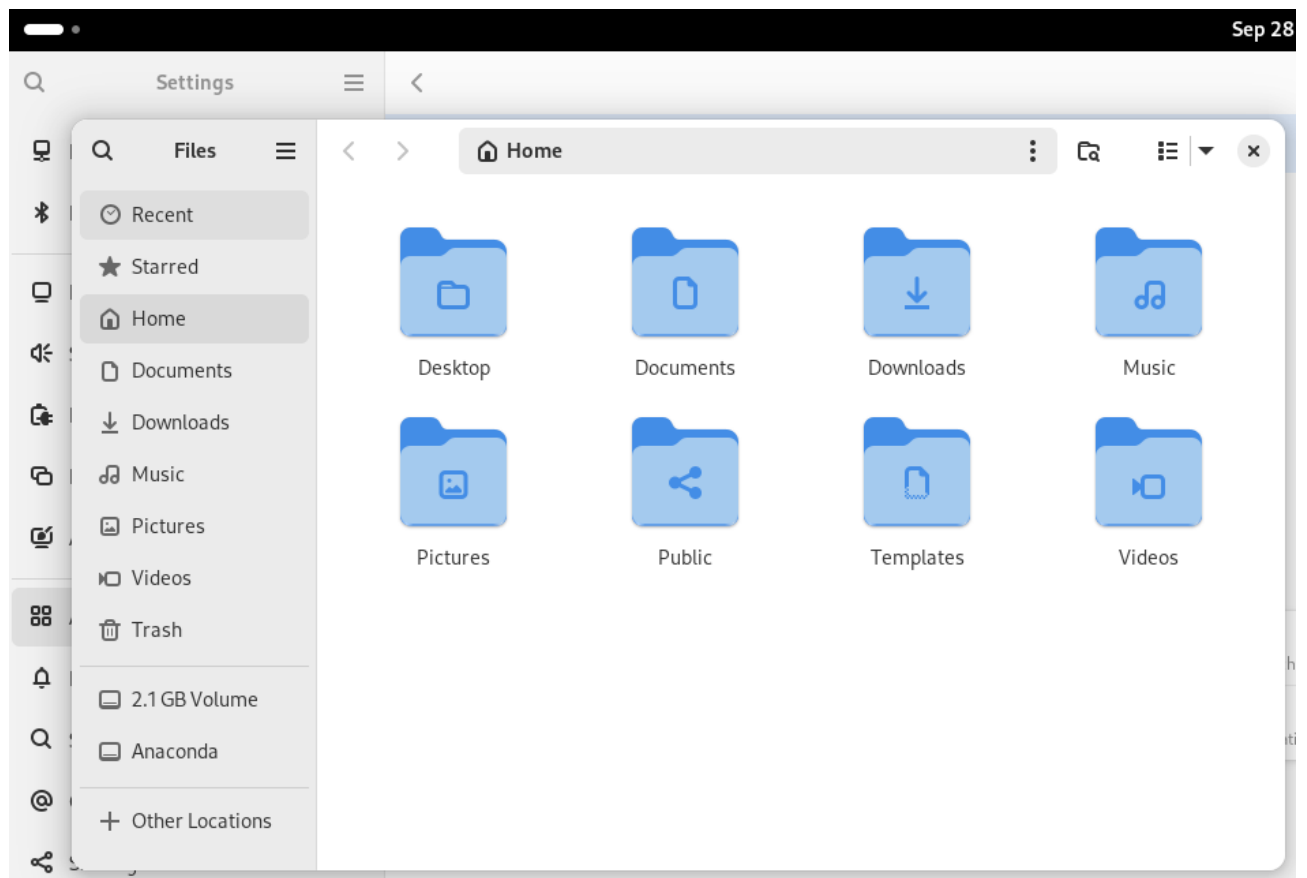 Sep 28
Settings
Files
Home
Recent
Starred
Home
Documents
Downloads
Music
Pictures
Videos
Trash
2.1 GB Volume
Anaconda
Other Locations
Desktop
Documents
Downloads
Music
Pictures
Public
Templates
Videos